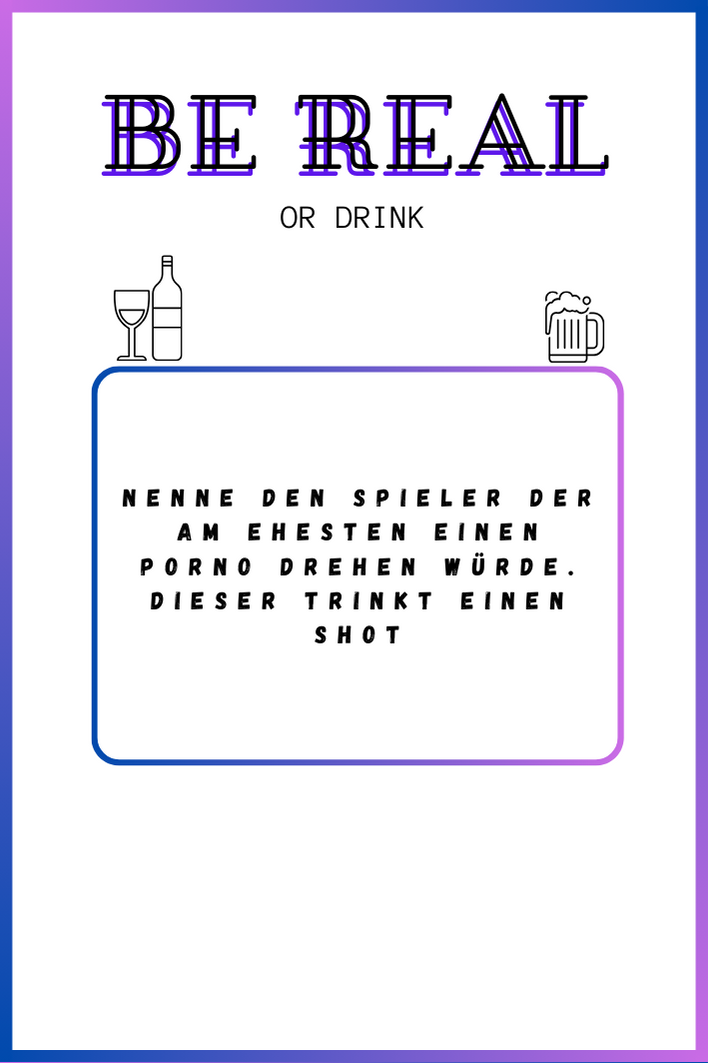 BE REAL
OR DRINK
NENNE DEN SPIELER DER
AM EHESTEN EINEN
PORNO DREHEN WÜRDE.
DIESER TRINKT EINEN
SHOT